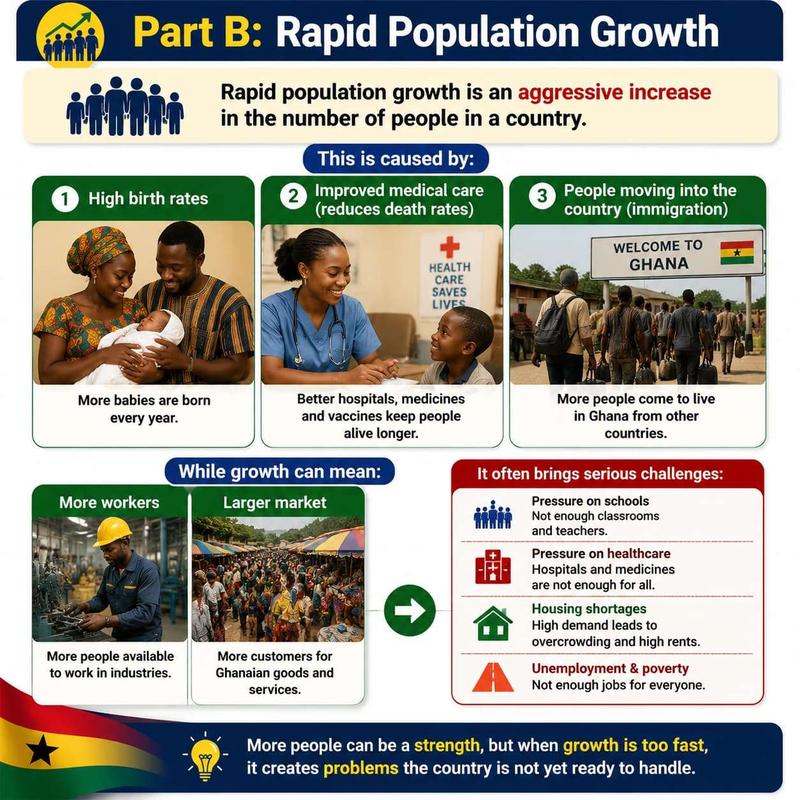 Part B: Rapid Population Growth
Rapid population growth is an aggressive increase
in the number of people in a country.
This is caused by:
1 High birth rates
More babies are born
every year.
2 Improved medical care
(reduces death rates)
HEALTH
CARE
SAVES
LIVES
Better hospitals, medicines
and vaccines keep people
alive longer.
3 People moving into the
country (immigration)
WELCOME TO
GHANA
More people come to live
in Ghana from other
countries.
While growth can mean:
More workers
More people available
to work in industries.
Larger market
More customers for
Ghanaian goods and
services.
It often brings serious challenges:
Pressure on schools
Not enough classrooms
and teachers.
Pressure on healthcare
Hospitals and medicines
are not enough for all.
Housing shortages
High demand leads to
overcrowding and high rents.
Unemployment & poverty
Not enough jobs for everyone.
More people can be a strength, but when growth is too fast,
it creates problems the country is not yet ready to handle.